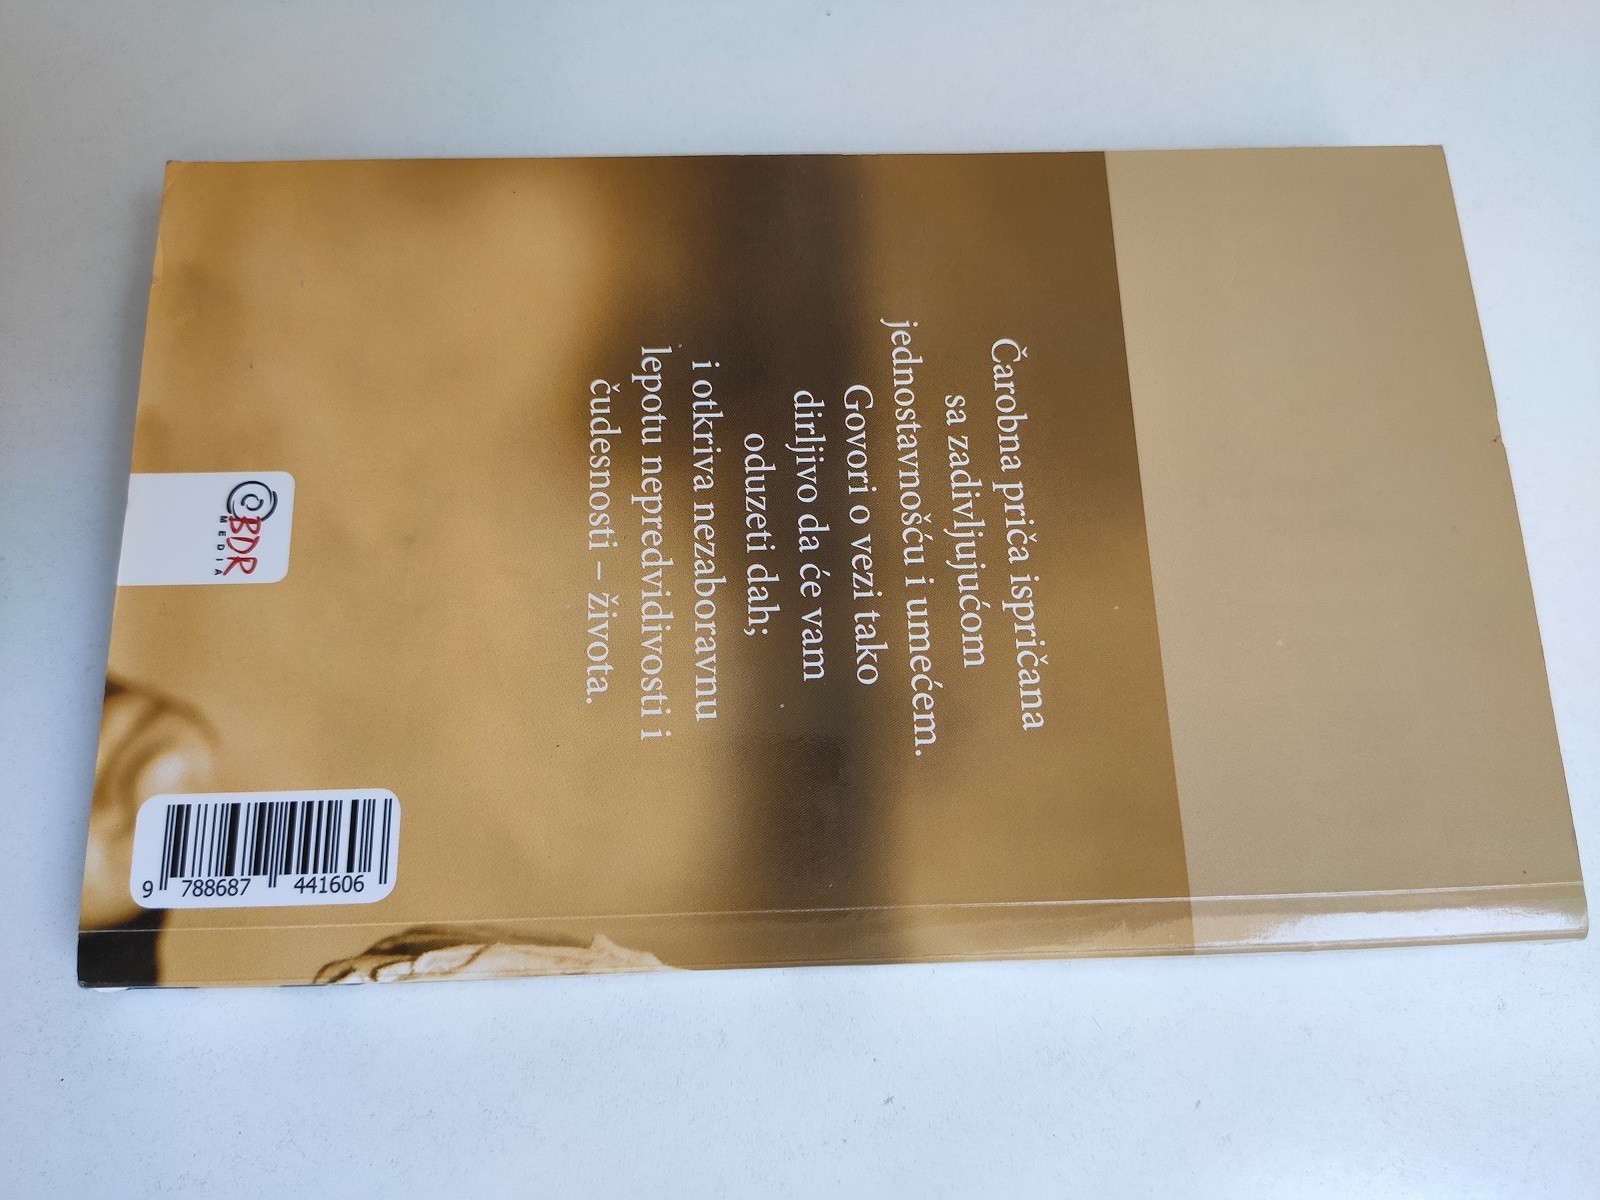 Čarobna priča ispričana
sa zadivljujućom
jednostavnošću i umećem.
Govori o vezi tako
dirljivo da će vam
oduzeti dah;
i otkriva nezaboravnu
lepotu nepredvidivosti i
čudesnosti – života.
BDR
MEDIA
9 788687 441606